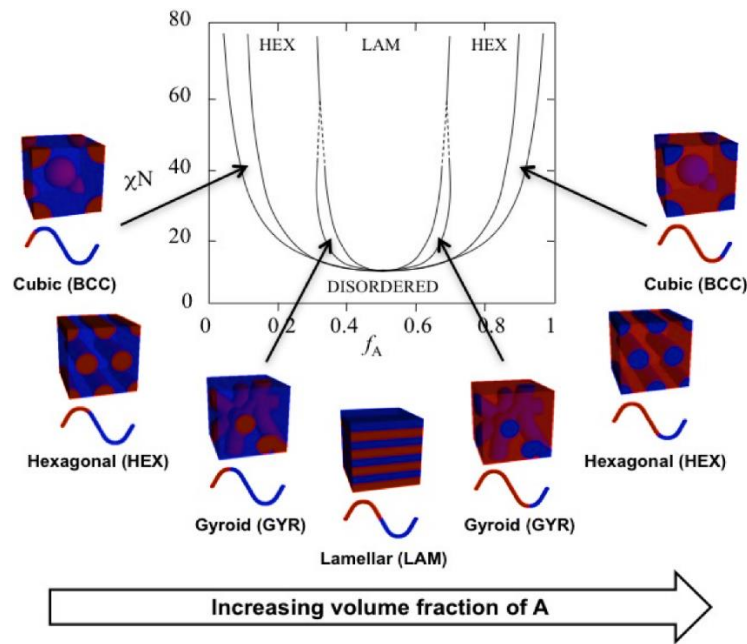 80
HEX LAM HEX
60
χN
40
20
0
DISORDERED
0 0.2 0.4 0.6 0.8 1
f_A
Cubic (BCC)
Cubic (BCC)
Hexagonal (HEX)
Hexagonal (HEX)
Gyroid (GYR)
Gyroid (GYR)
Lamellar (LAM)
Increasing volume fraction of A